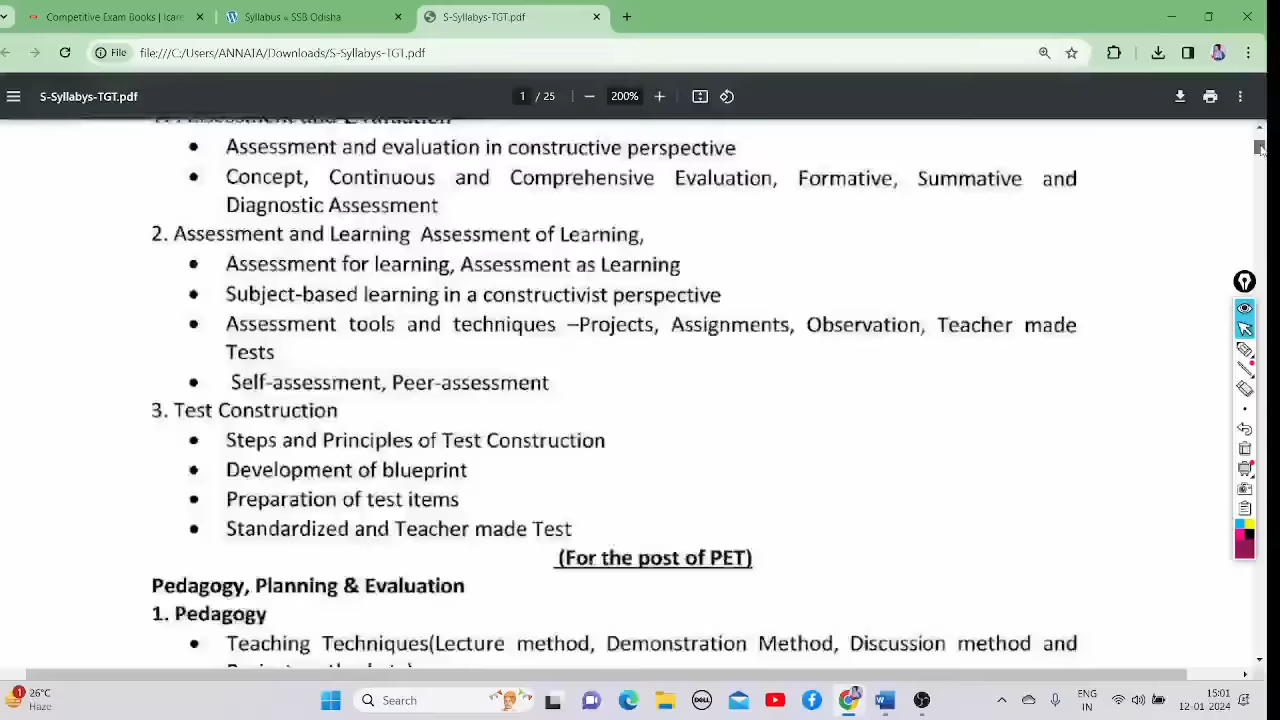 Competitive Exam Books | Icare
Syllabus « SSB Odisha
S-Syllabys-TGT.pdf
File
file:///C:/Users/ANNAIA/Downloads/S-Syllabys-TGT.pdf
S-Syllabys-TGT.pdf
1 / 25
200%
Assessment and Evaluation
• Assessment and evaluation in constructive perspective
• Concept, Continuous and Comprehensive Evaluation, Formative, Summative and
Diagnostic Assessment
2. Assessment and Learning Assessment of Learning,
• Assessment for learning, Assessment as Learning
• Subject-based learning in a constructivist perspective
• Assessment tools and techniques –Projects, Assignments, Observation, Teacher made
Tests
• Self-assessment, Peer-assessment
3. Test Construction
• Steps and Principles of Test Construction
• Development of blueprint
• Preparation of test items
• Standardized and Teacher made Test
(For the post of PET)
Pedagogy, Planning & Evaluation
1. Pedagogy
• Teaching Techniques(Lecture method, Demonstration Method, Discussion method and
1
26°C
Haze
Search
DELL
ENG
IN
15:01
12-01-2024